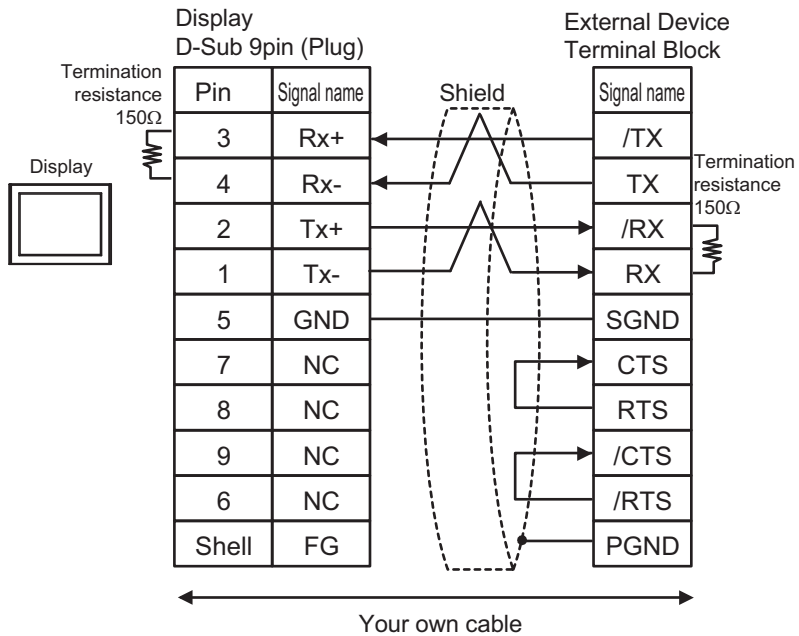 Display
D-Sub 9pin (Plug)
External Device
Terminal Block
Termination
resistance
150Ω
Display
Pin Signal name Shield Signal name
3 Rx+ /TX
4 Rx- TX
Termination
resistance
150Ω
2 Tx+ /RX
1 Tx- RX
5 GND SGND
7 NC CTS
8 NC RTS
9 NC /CTS
6 NC /RTS
Shell FG PGND
Your own cable